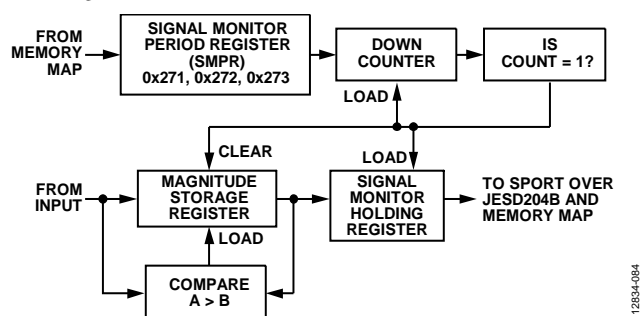 FROM
MEMORY
MAP
SIGNAL MONITOR
PERIOD REGISTER
(SMPR)
0x271, 0x272, 0x273
DOWN
COUNTER
IS
COUNT = 1?
LOAD
CLEAR
LOAD
FROM
INPUT
MAGNITUDE
STORAGE
REGISTER
SIGNAL
MONITOR
HOLDING
REGISTER
TO SPORT OVER
JESD204B AND
MEMORY MAP
LOAD
COMPARE
A > B
12834-084